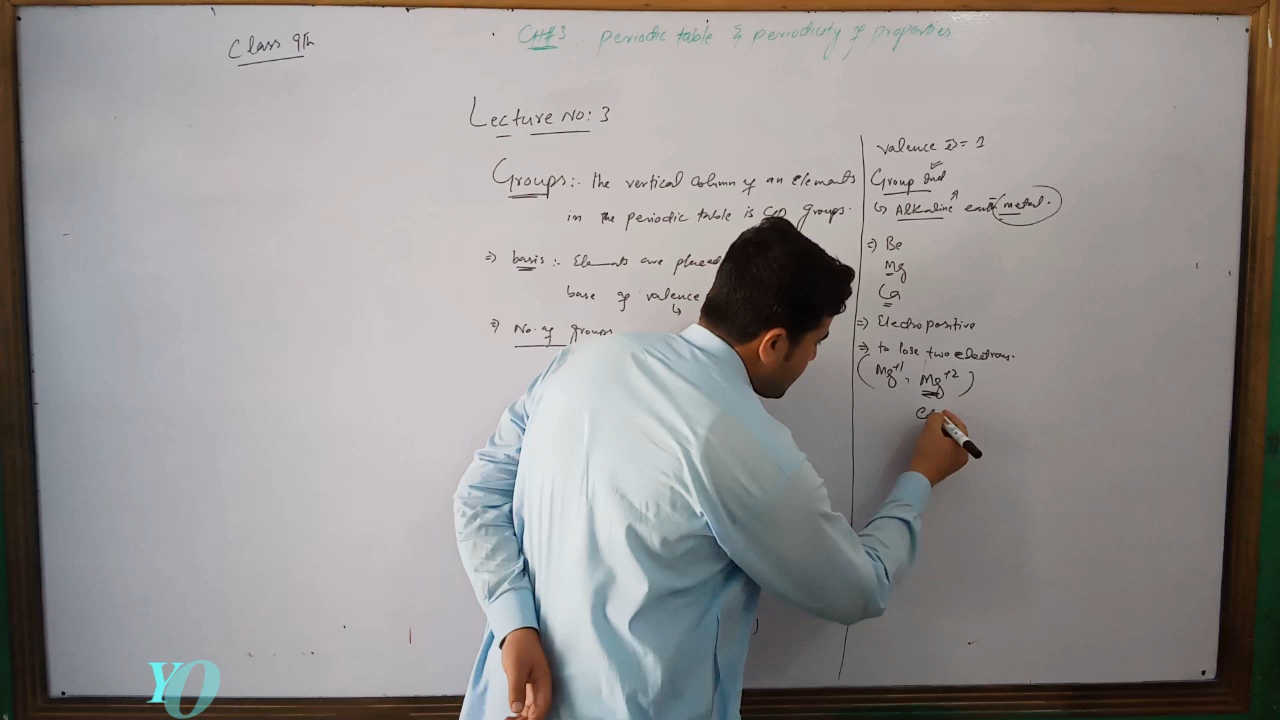 Class 9th
CH#3. periodic table & periodicity of properties
Lecture No: 3
Groups:. the vertical column of an elements
in the periodic table is groups.
=) basis:. Elements are placed
base of valence
=) No. of groups
valence = 1
Group 2nd
Alkaline earth metal.
=) Be
Mg
Ca
=) Electropositive
=) to lose two electrons.
(Mg+1, Mg+2)
YO